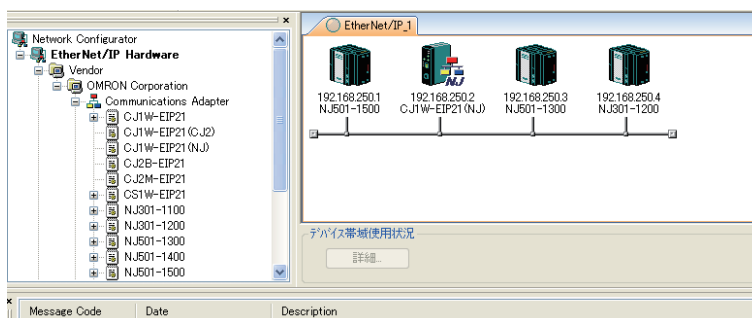 Network Configurator
EtherNet/IP Hardware
Vendor
OMRON Corporation
Communications Adapter
CJ1W-EIP21
CJ1W-EIP21(CJ2)
CJ1W-EIP21(NJ)
CJ2B-EIP21
CJ2M-EIP21
CS1W-EIP21
NJ301-1100
NJ301-1200
NJ501-1300
NJ501-1400
NJ501-1500
EtherNet/IP_1
NJ
192.168.250.1
NJ501-1500
192.168.250.2
CJ1W-EIP21(NJ)
192.168.250.3
NJ501-1300
192.168.250.4
NJ301-1200
デバイス帯域使用状況
詳細...
Message Code Date Description